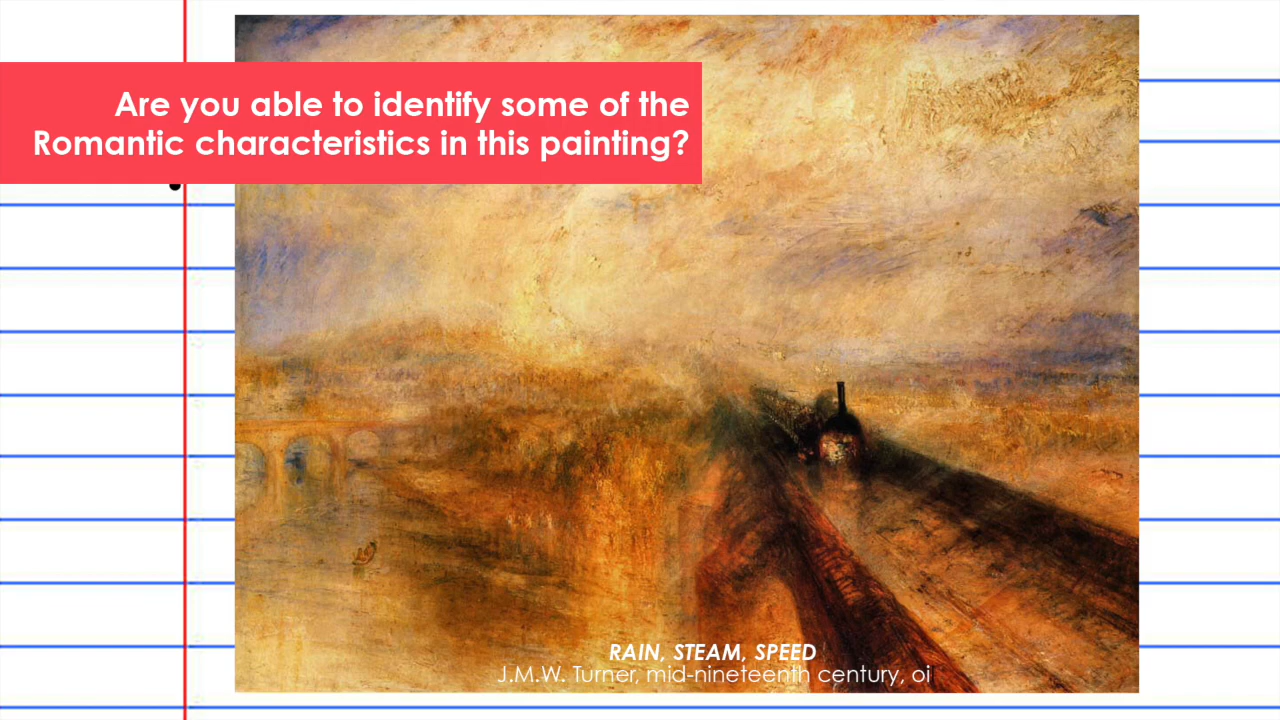 Are you able to identify some of the
Romantic characteristics in this painting?
RAIN, STEAM, SPEED
J.M.W. Turner, mid-nineteenth century, oi